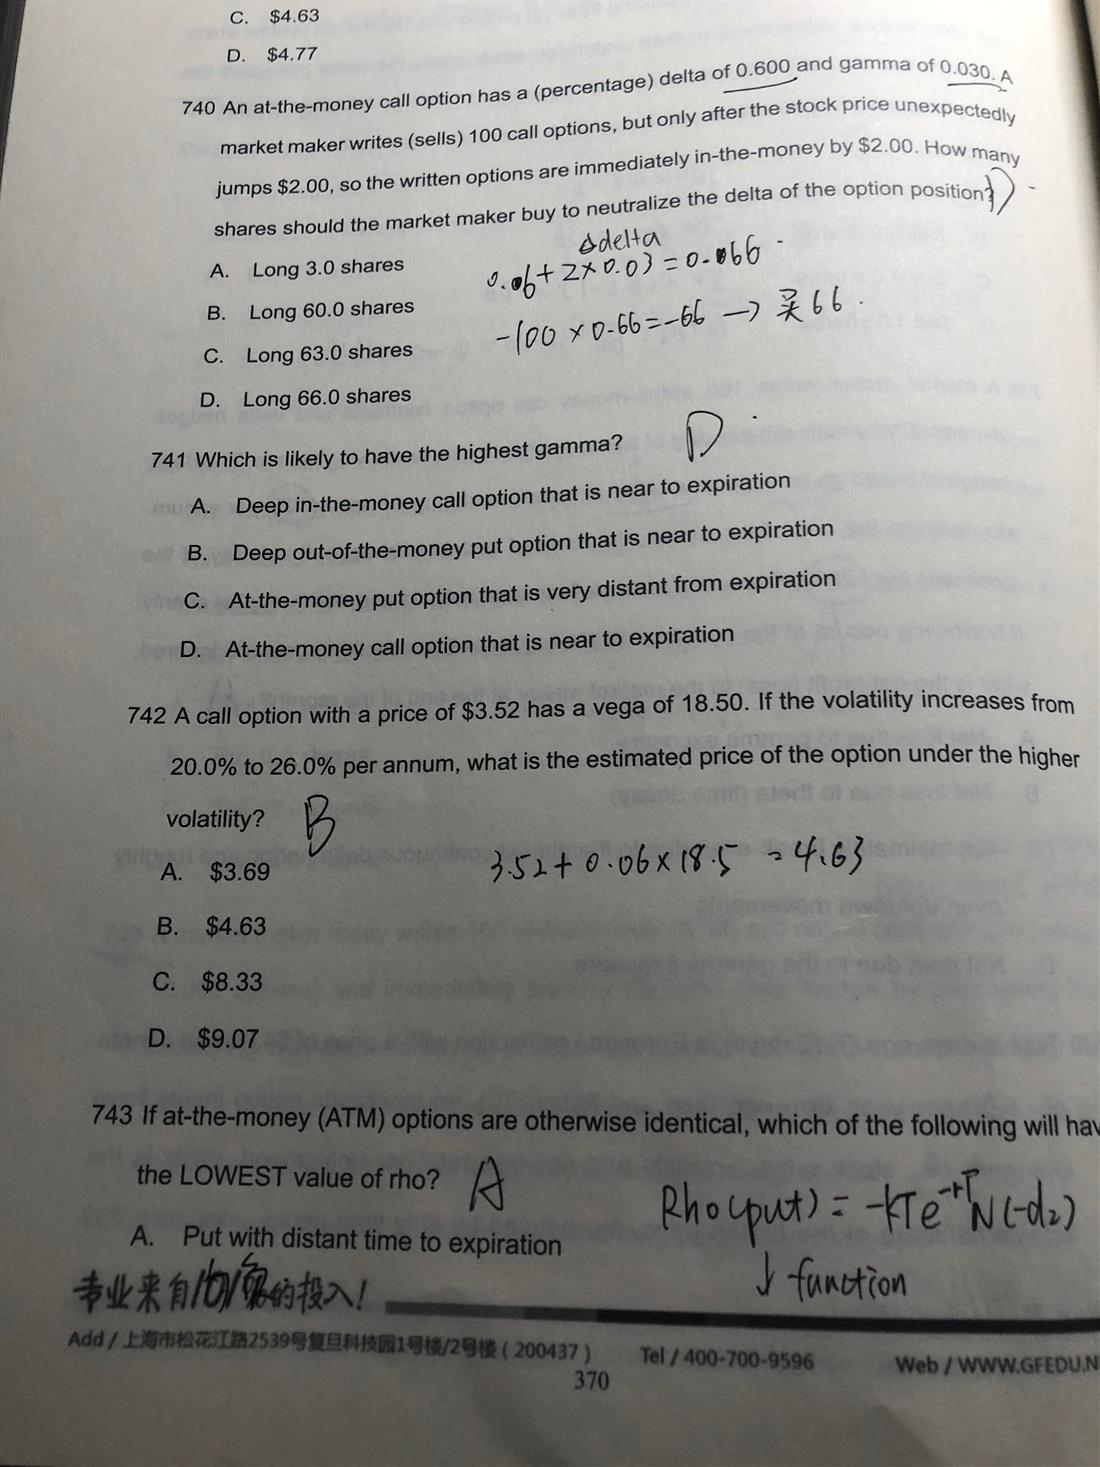 C. $4.63
D. $4.77
740 An at-the-money call option has a (percentage) delta of 0.600 and gamma of 0.030. A
market maker writes (sells) 100 call options, but only after the stock price unexpectedly
jumps $2.00, so the written options are immediately in-the-money by $2.00. How many
shares should the market maker buy to neutralize the delta of the option position?
Δdelta
A. Long 3.0 shares
0.06+2×0.03=0.066
B. Long 60.0 shares
-100×0.66=-66→买66.
C. Long 63.0 shares
D. Long 66.0 shares
D
741 Which is likely to have the highest gamma?
A. Deep in-the-money call option that is near to expiration
B. Deep out-of-the-money put option that is near to expiration
C. At-the-money put option that is very distant from expiration
D. At-the-money call option that is near to expiration
742 A call option with a price of $3.52 has a vega of 18.50. If the volatility increases from
20.0% to 26.0% per annum, what is the estimated price of the option under the higher
volatility? B
3.52+0.06×18.5=4.63
A. $3.69
B. $4.63
C. $8.33
D. $9.07
743 If at-the-money (ATM) options are otherwise identical, which of the following will hav
the LOWEST value of rho? A
Rho(put)=-KTe^-rT N(-d2)
A. Put with distant time to expiration
↓ function
专业来自的投入!
Add / 上海市松花江路2539号复旦科技园1号楼/2号楼 ( 200437 ) Tel / 400-700-9596 Web / WWW.GFEDU.N
370